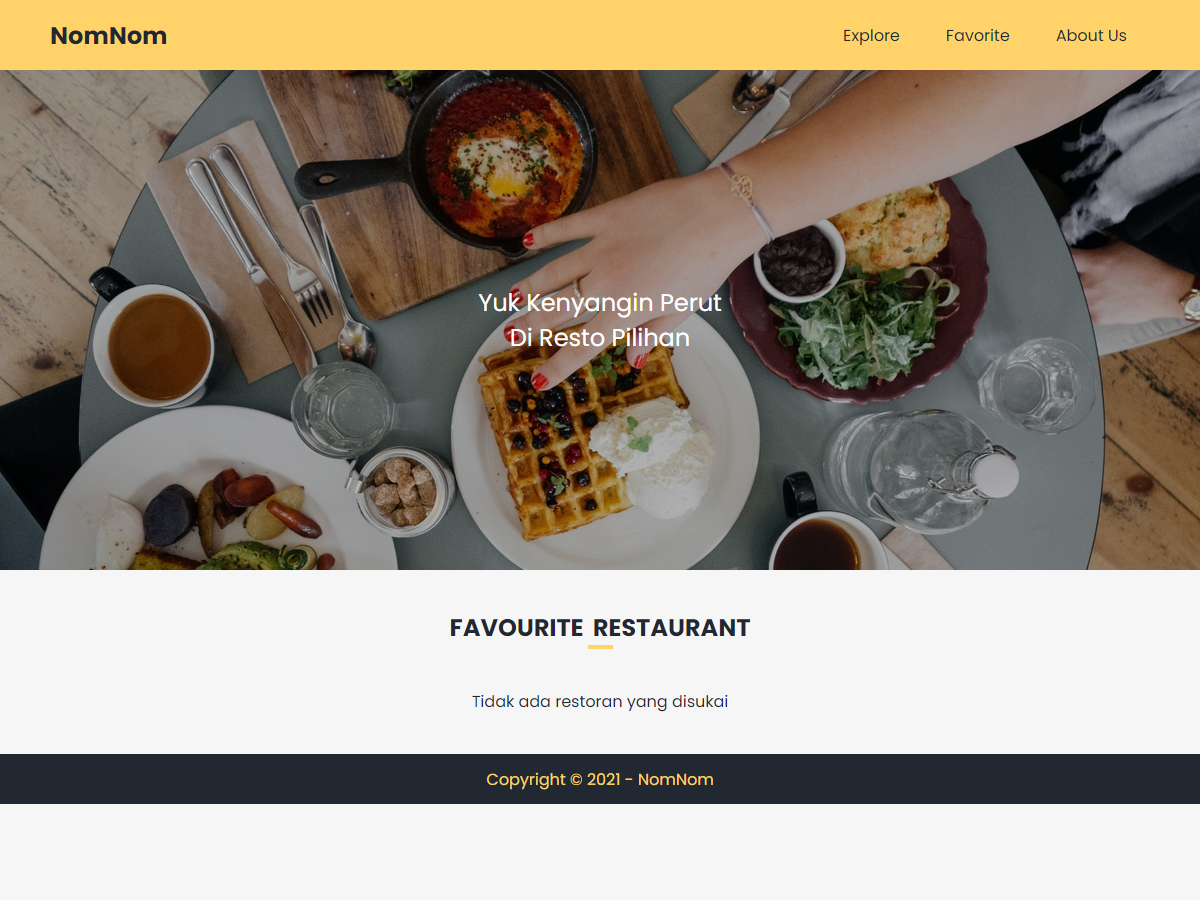 NomNom
Explore
Favorite
About Us
Yuk Kenyangin Perut
Di Resto Pilihan
FAVOURITE RESTAURANT
Tidak ada restoran yang disukai
Copyright © 2021 - NomNom